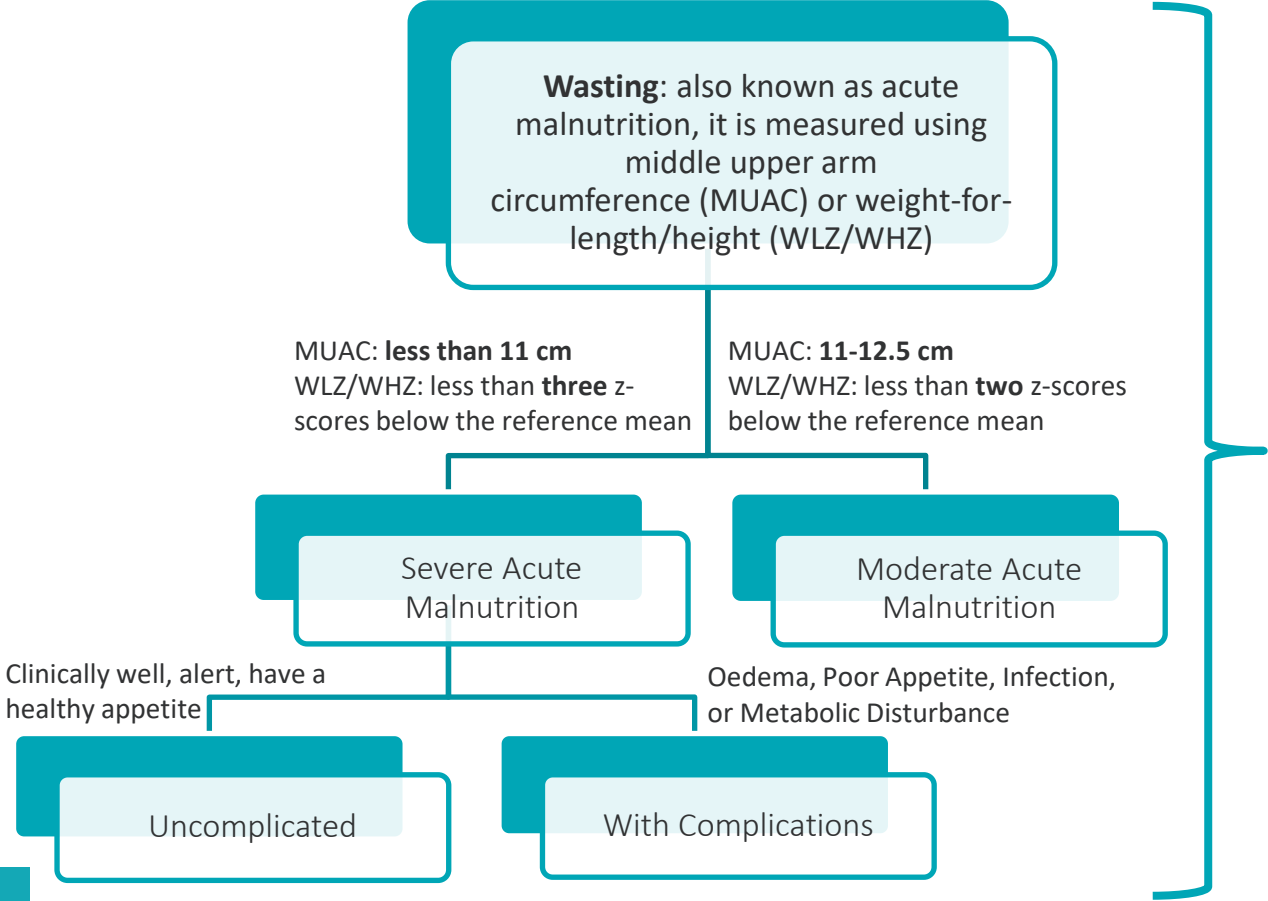 Wasting: also known as acute
malnutrition, it is measured using
middle upper arm
circumference (MUAC) or weight-for-
length/height (WLZ/WHZ)
MUAC: less than 11 cm
WLZ/WHZ: less than three z-
scores below the reference mean
MUAC: 11-12.5 cm
WLZ/WHZ: less than two z-scores
below the reference mean
Severe Acute
Malnutrition
Moderate Acute
Malnutrition
Clinically well, alert, have a
healthy appetite
Oedema, Poor Appetite, Infection,
or Metabolic Disturbance
Uncomplicated
With Complications